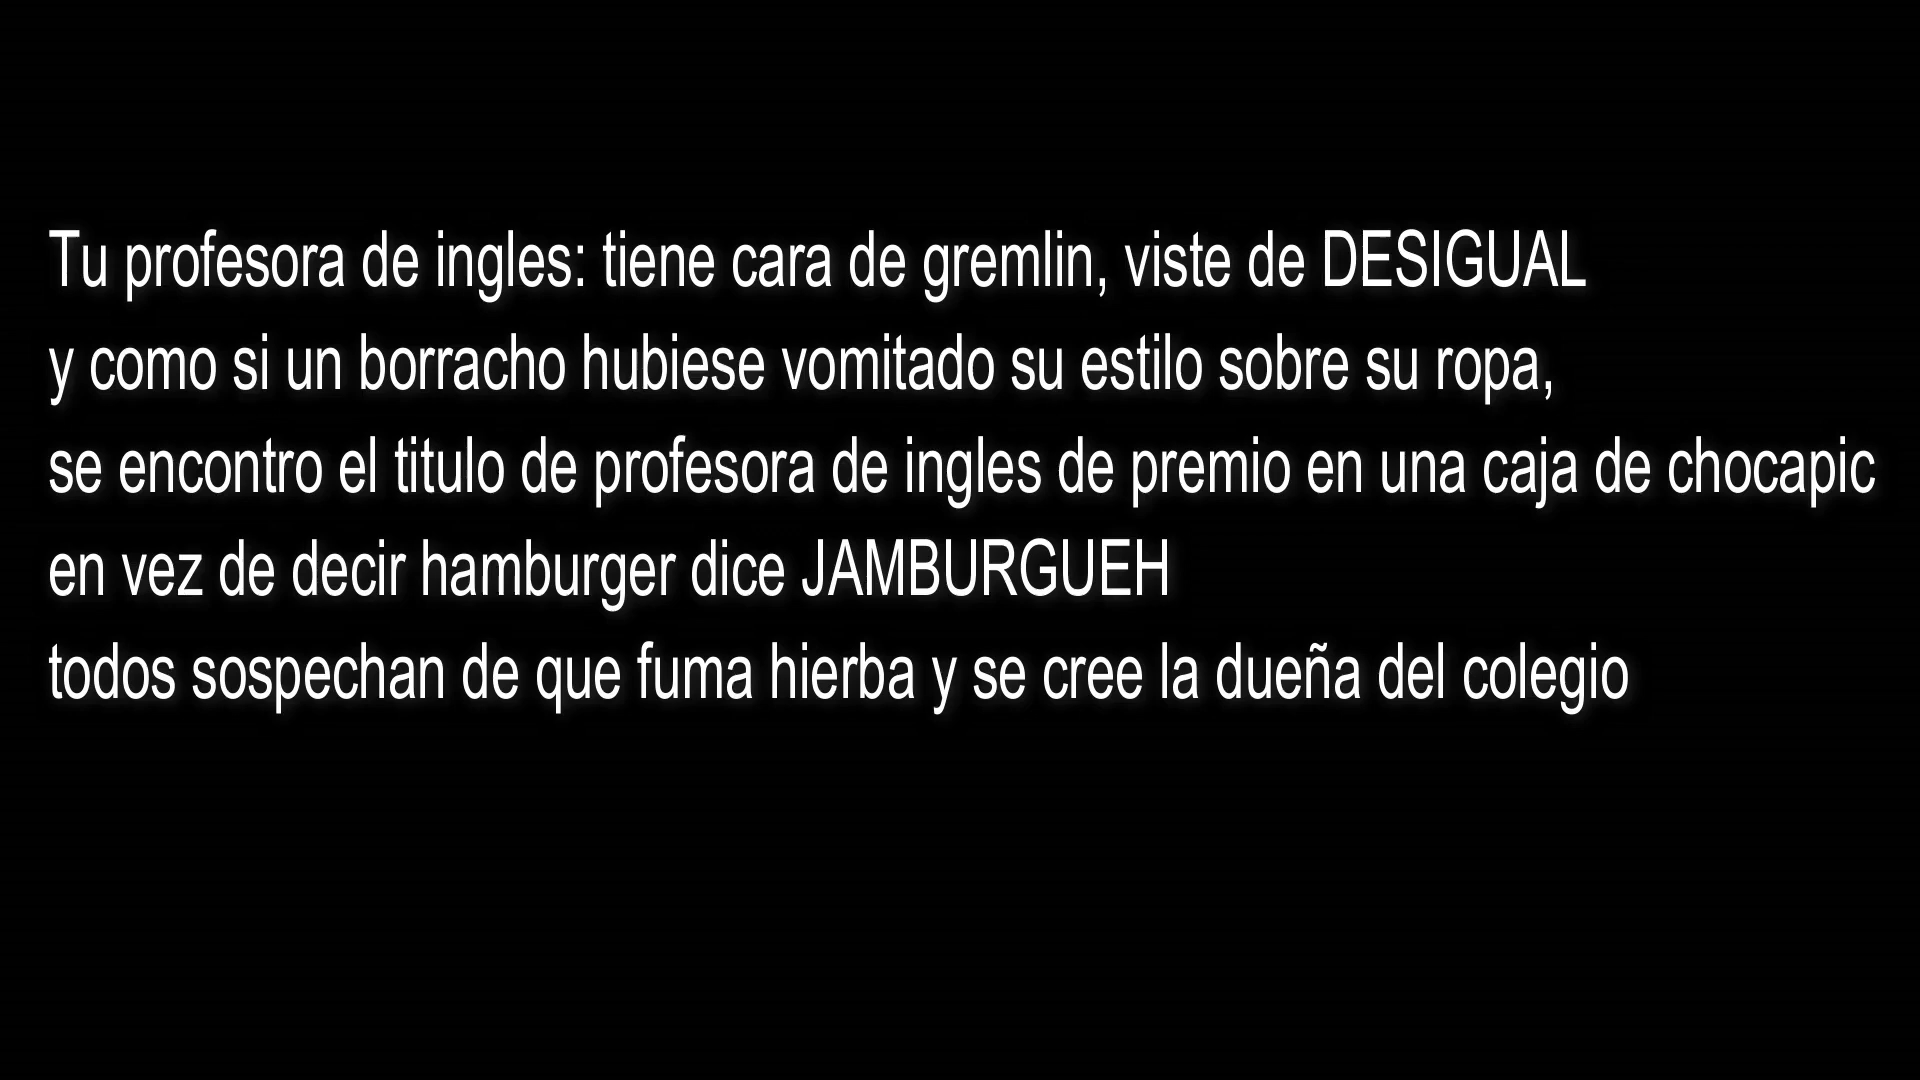 Tu profesora de ingles: tiene cara de gremlin, viste de DESIGUAL
y como si un borracho hubiese vomitado su estilo sobre su ropa,
se encontro el titulo de profesora de ingles de premio en una caja de chocapic
en vez de decir hamburger dice JAMBURGUEH
todos sospechan de que fuma hierba y se cree la dueña del colegio